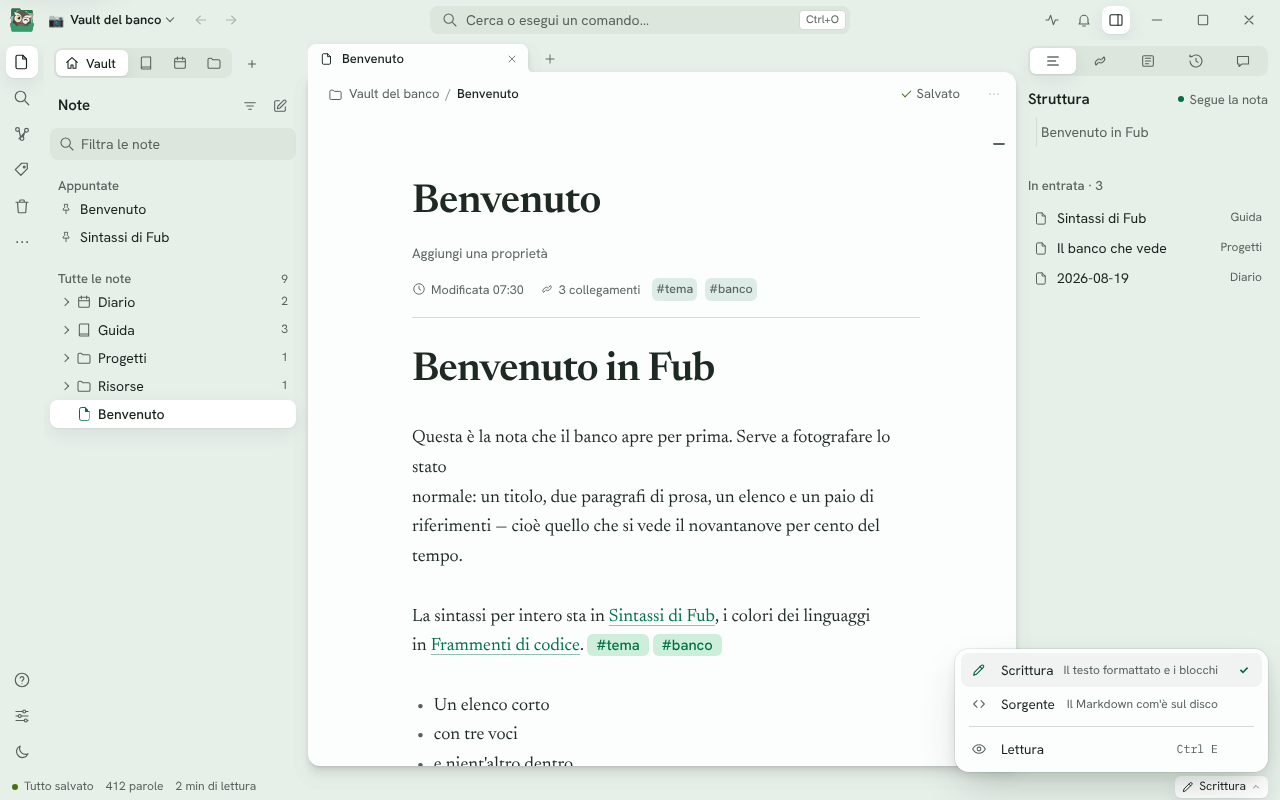 Vault del banco
Cerca o esegui un comando…
Ctrl+O
Vault
Note
Filtra le note
Appuntate
Benvenuto
Sintassi di Fub
Tutte le note 9
Diario 2
Guida 3
Progetti 1
Risorse 1
Benvenuto
Benvenuto
Vault del banco / Benvenuto
Salvato
Benvenuto
Aggiungi una proprietà
Modificata 07:30
3 collegamenti
#tema #banco
Benvenuto in Fub
Questa è la nota che il banco apre per prima. Serve a fotografare lo
stato
normale: un titolo, due paragrafi di prosa, un elenco e un paio di
riferimenti — cioè quello che si vede il novantanove per cento del
tempo.
La sintassi per intero sta in Sintassi di Fub, i colori dei linguaggi
in Frammenti di codice. #tema #banco
• Un elenco corto
• con tre voci
• e nient'altro dentro
Struttura
Segue la nota
Benvenuto in Fub
In entrata · 3
Sintassi di Fub Guida
Il banco che vede Progetti
2026-08-19 Diario
Scrittura Il testo formattato e i blocchi
Sorgente Il Markdown com'è sul disco
Lettura Ctrl E
Tutto salvato 412 parole 2 min di lettura
Scrittura